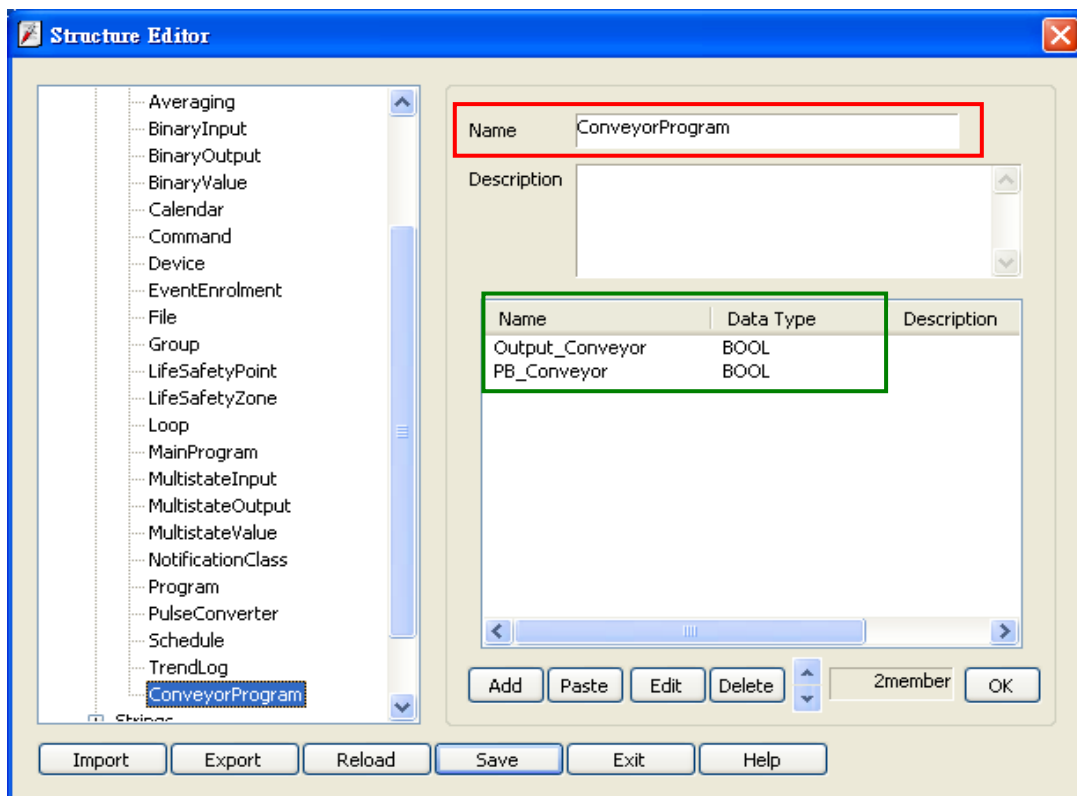 Structure Editor
Averaging
BinaryInput
BinaryOutput
BinaryValue
Calendar
Command
Device
EventEnrolment
File
Group
LifeSafetyPoint
LifeSafetyZone
Loop
MainProgram
MultistateInput
MultistateOutput
MultistateValue
NotificationClass
Program
PulseConverter
Schedule
TrendLog
ConveyorProgram
Strings
Name ConveyorProgram
Description
Name Data Type Description
Output_Conveyor BOOL
PB_Conveyor BOOL
Add Paste Edit Delete 2member OK
Import Export Reload Save Exit Help